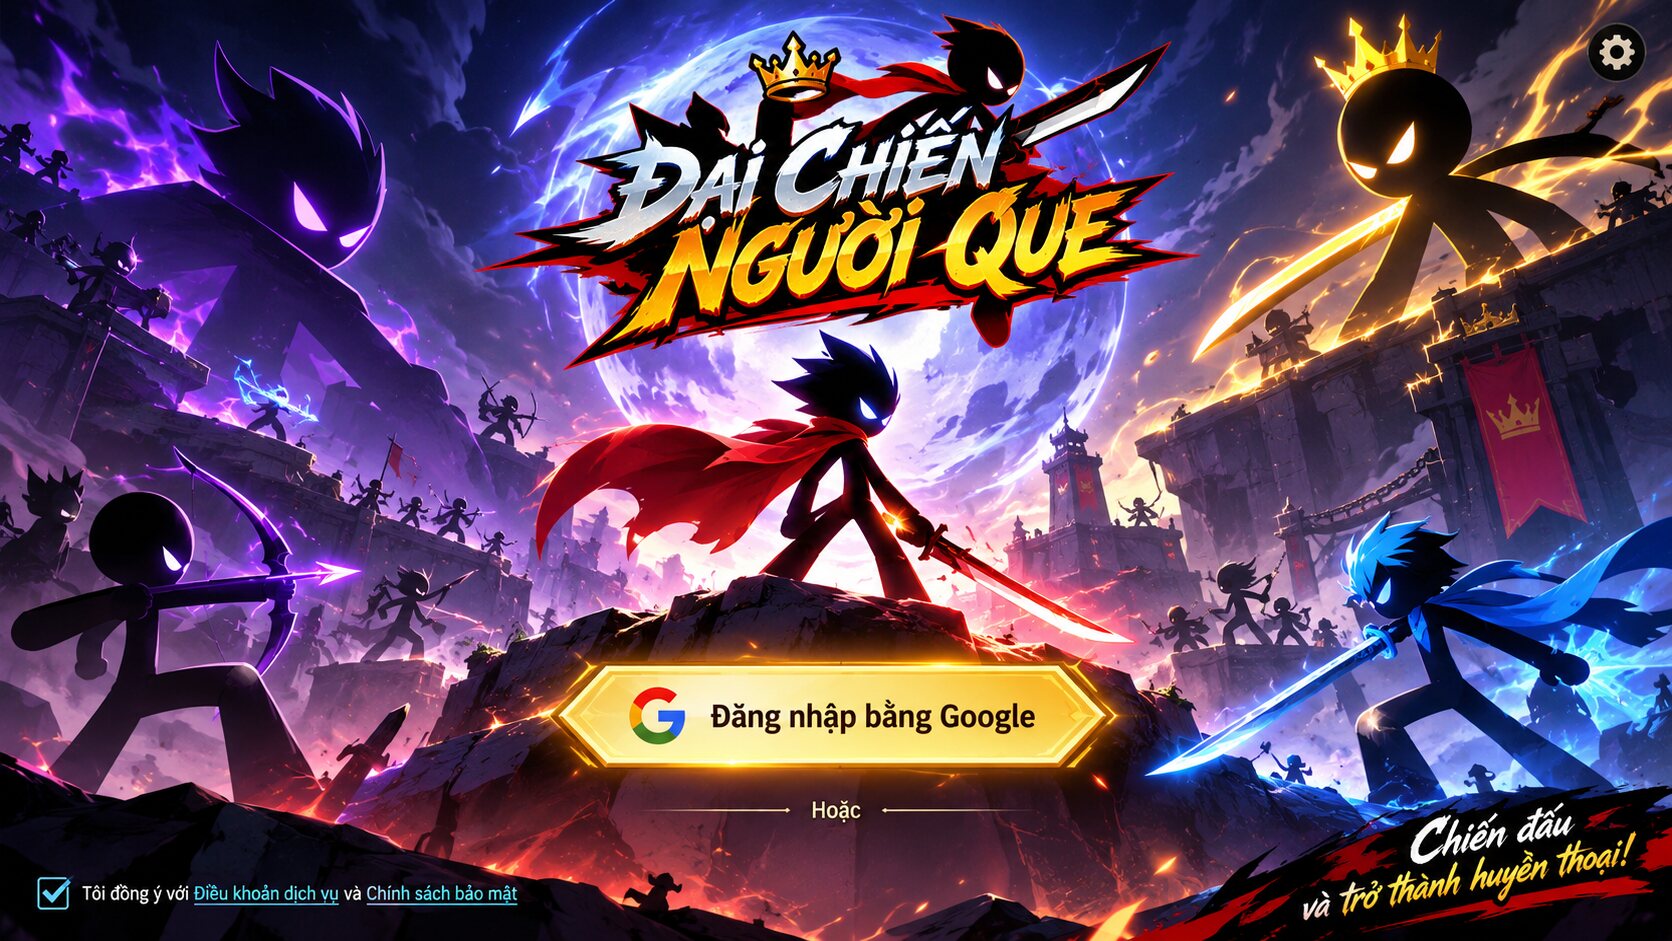 ĐẠI CHIẾN
NGƯỜI QUE
Đăng nhập bằng Google
Hoặc
Tôi đồng ý với Điều khoản dịch vụ và Chính sách bảo mật
Chiến đấu
và trở thành huyền thoại!